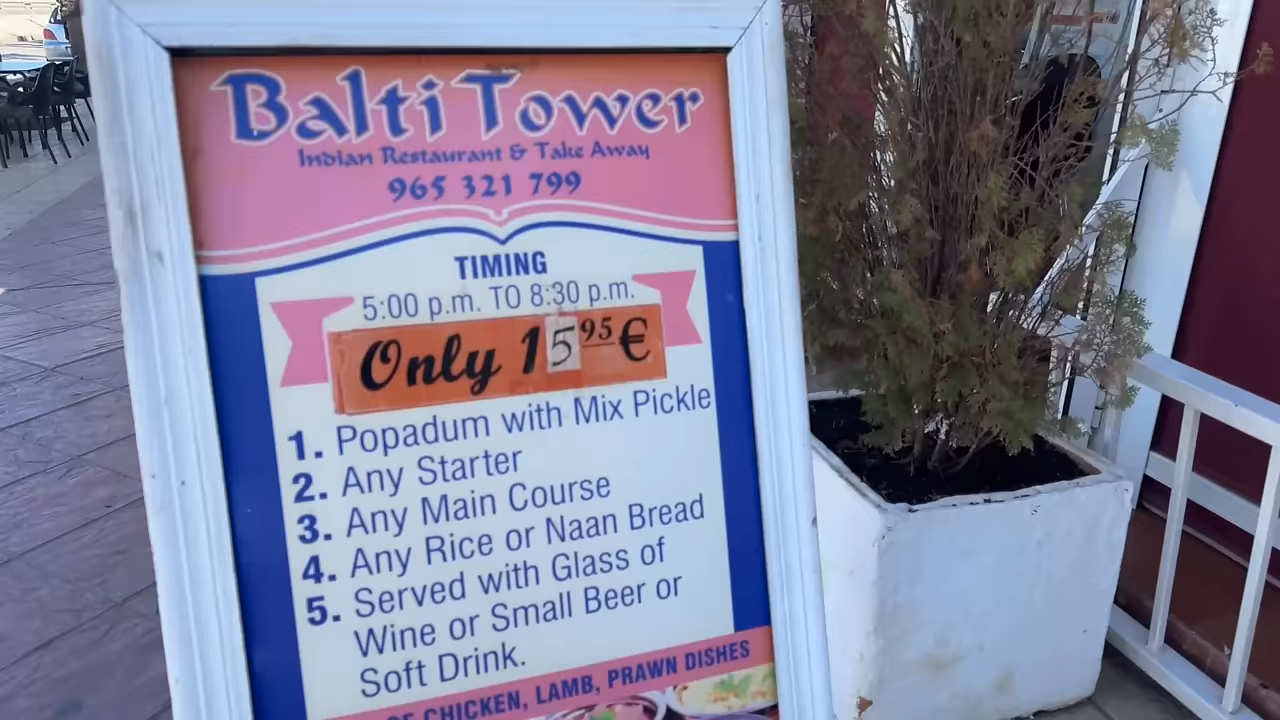 Balti Tower
Indian Restaurant & Take Away
965 321 799
TIMING
5:00 p.m. TO 8:30 p.m.
Only 15.95 €
1. Popadum with Mix Pickle
2. Any Starter
3. Any Main Course
4. Any Rice or Naan Bread
5. Served with Glass of
Wine or Small Beer or
Soft Drink.
OF CHICKEN, LAMB, PRAWN DISHES